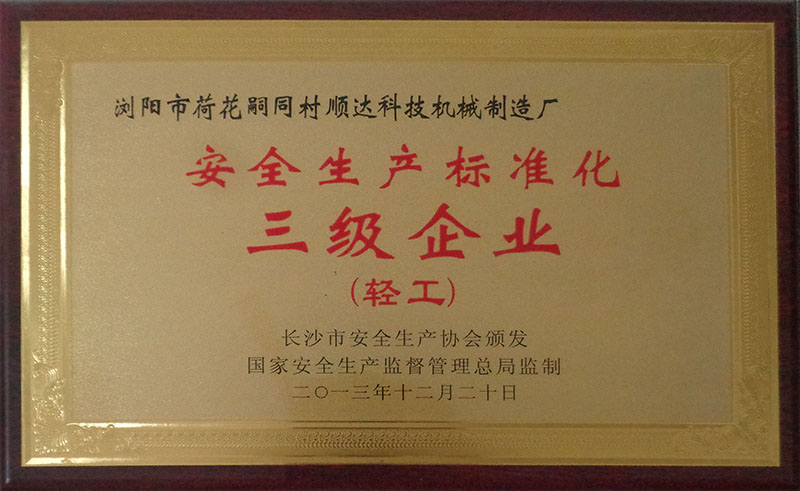 浏阳市荷花嗣同村顺达科技机械制造厂
安全生产标准化
三级企业
(轻工)
长沙市安全生产协会颁发
国家安全生产监督管理总局监制
二〇一三年十二月二十日